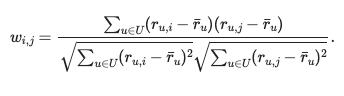 $$w_{i,j} = \frac{\sum_{u \in U}(r_{u,i} - \bar{r}_u)(r_{u,j} - \bar{r}_u)}{\sqrt{\sum_{u \in U}(r_{u,i} - \bar{r}_u)^2}\sqrt{\sum_{u \in U}(r_{u,j} - \bar{r}_u)^2}}.$$